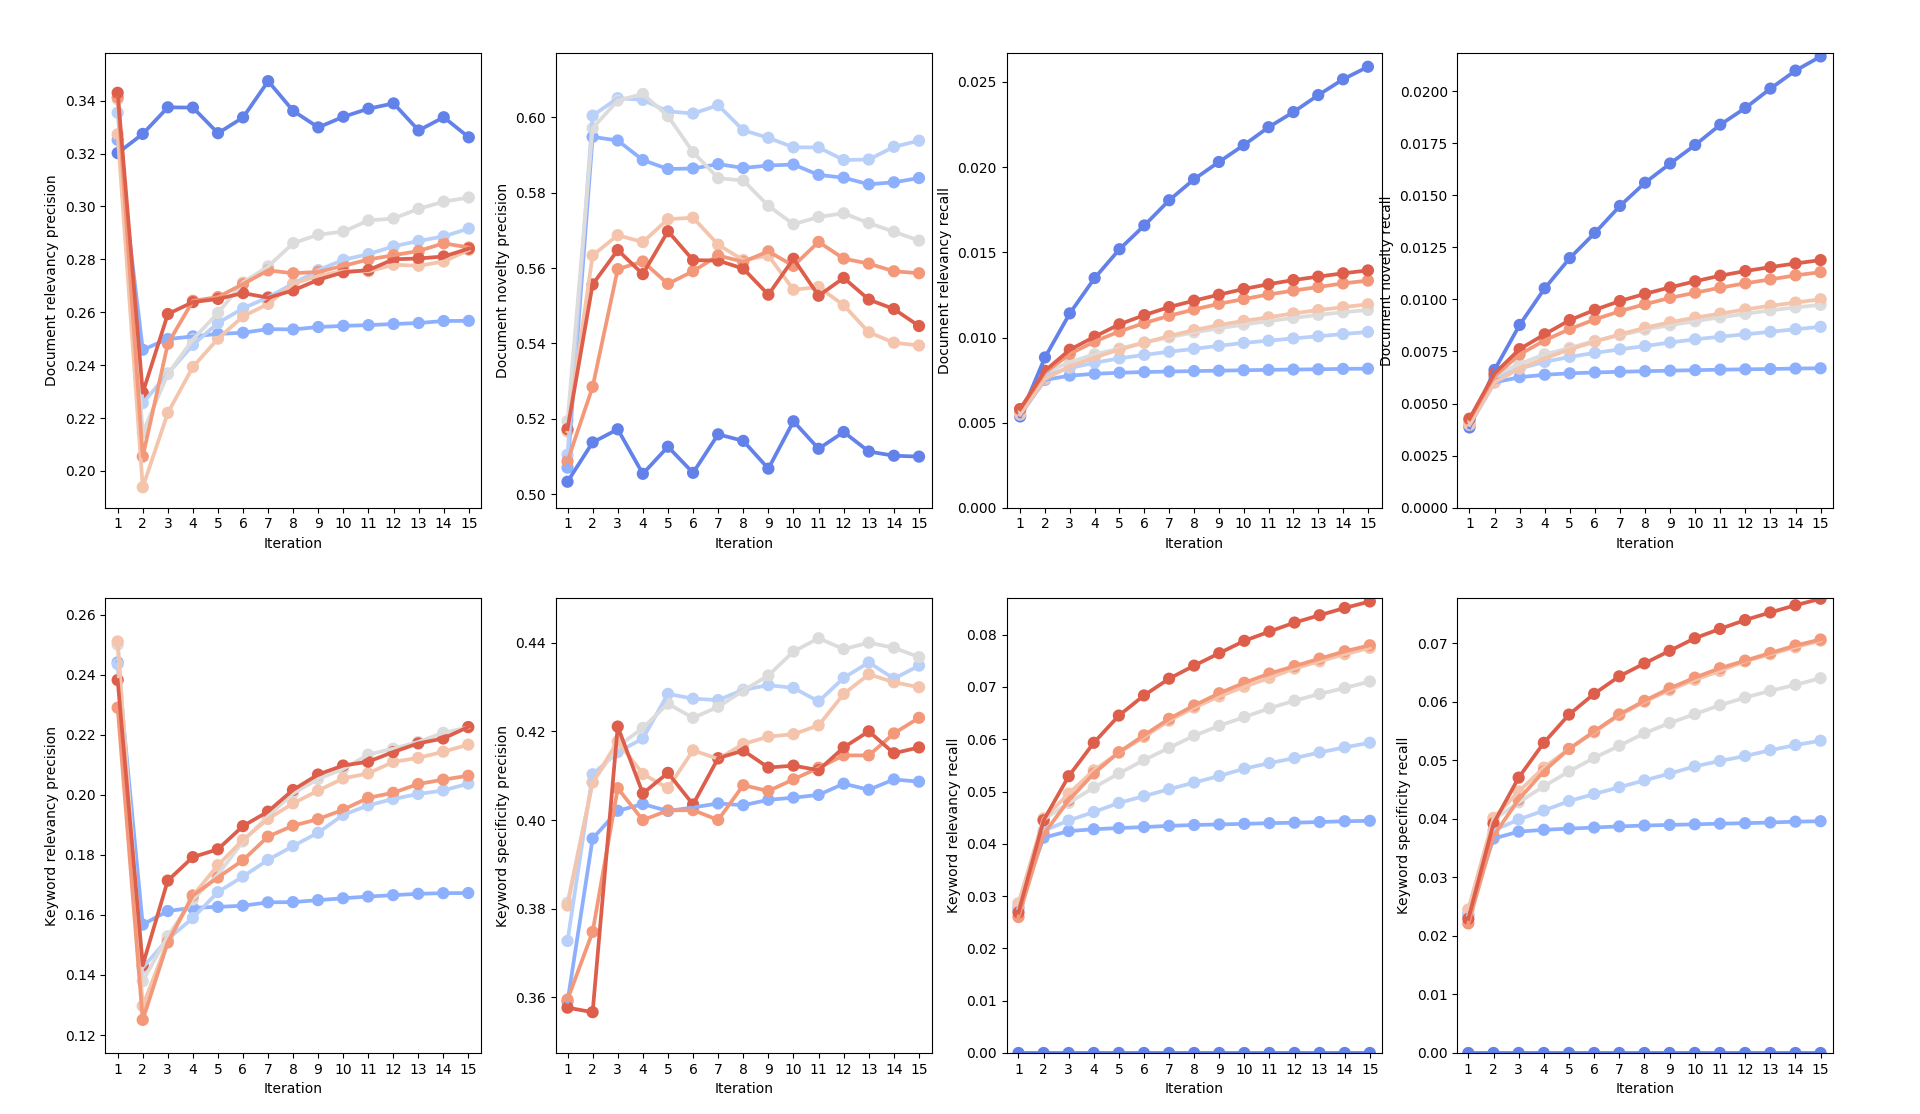 0.34
0.32
0.30
0.28
0.26
0.24
0.22
0.20
Document relevancy precision
1 2 3 4 5 6 7 8 9 10 11 12 13 14 15
Iteration
0.60
0.58
0.56
0.54
0.52
0.50
Document novelty precision
1 2 3 4 5 6 7 8 9 10 11 12 13 14 15
Iteration
0.025
0.020
0.015
0.010
0.005
0.000
Document relevancy recall
1 2 3 4 5 6 7 8 9 10 11 12 13 14 15
Iteration
0.0200
0.0175
0.0150
0.0125
0.0100
0.0075
0.0050
0.0025
0.0000
Document novelty recall
1 2 3 4 5 6 7 8 9 10 11 12 13 14 15
Iteration
0.26
0.24
0.22
0.20
0.18
0.16
0.14
0.12
Keyword relevancy precision
1 2 3 4 5 6 7 8 9 10 11 12 13 14 15
Iteration
0.44
0.42
0.40
0.38
0.36
Keyword specificity precision
1 2 3 4 5 6 7 8 9 10 11 12 13 14 15
Iteration
0.08
0.07
0.06
0.05
0.04
0.03
0.02
0.01
0.00
Keyword relevancy recall
1 2 3 4 5 6 7 8 9 10 11 12 13 14 15
Iteration
0.07
0.06
0.05
0.04
0.03
0.02
0.01
0.00
Keyword specificity recall
1 2 3 4 5 6 7 8 9 10 11 12 13 14 15
Iteration